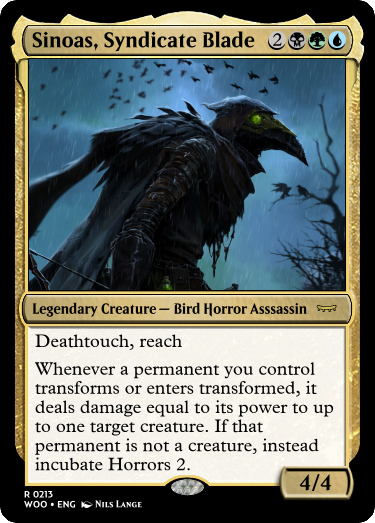 Sinoas, Syndicate Blade 2
Legendary Creature — Bird Horror Asssassin
Deathtouch, reach
Whenever a permanent you control
transforms or enters transformed, it
deals damage equal to its power to up
to one target creature. If that
permanent is not a creature, instead
incubate Horrors 2.
4/4
R 0213
WOO • ENG NILS LANGE